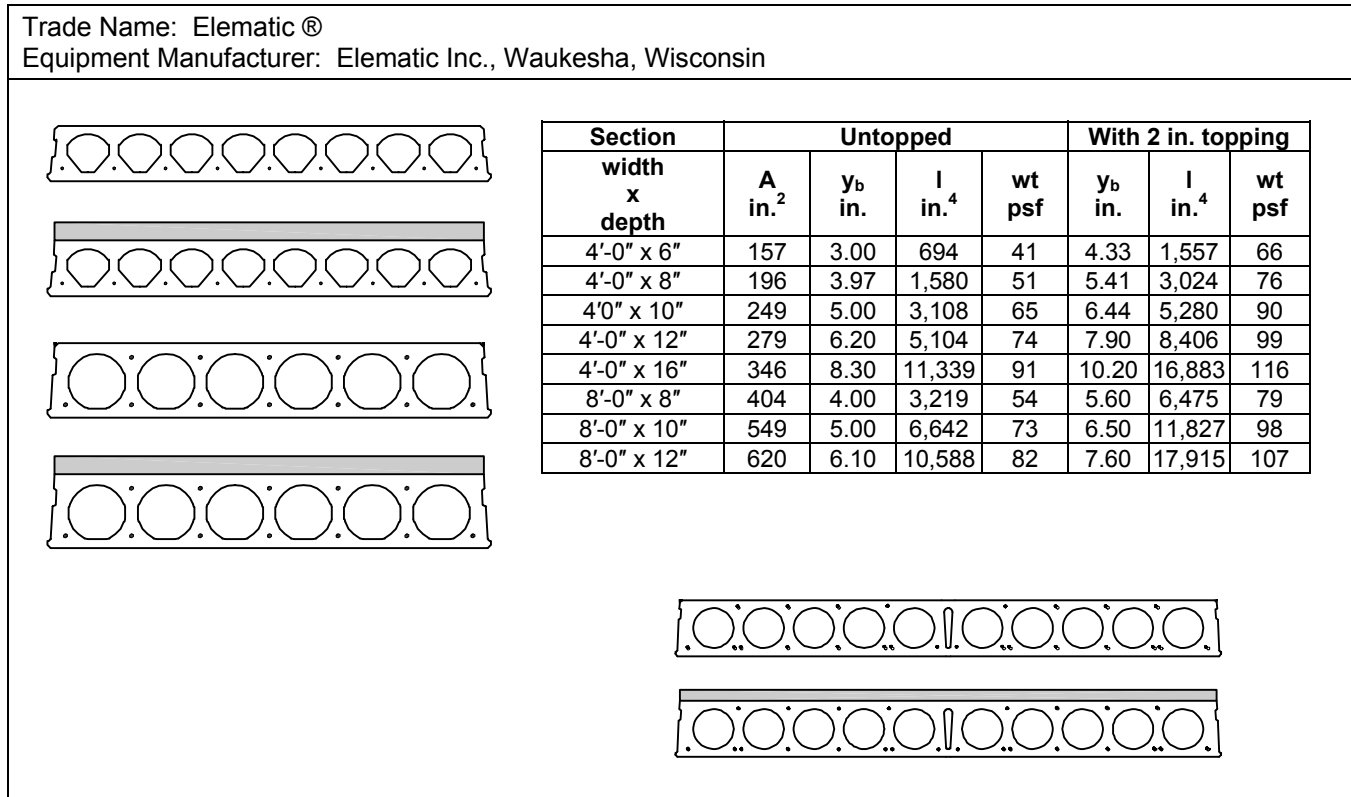 Trade Name: Elematic ®
Equipment Manufacturer: Elematic Inc., Waukesha, Wisconsin
Section Untopped With 2 in. topping
width x depth A in.² yb in. I in.⁴ wt psf yb in. I in.⁴ wt psf
4′-0″ x 6″ 157 3.00 694 41 4.33 1,557 66
4′-0″ x 8″ 196 3.97 1,580 51 5.41 3,024 76
4′0″ x 10″ 249 5.00 3,108 65 6.44 5,280 90
4′-0″ x 12″ 279 6.20 5,104 74 7.90 8,406 99
4′-0″ x 16″ 346 8.30 11,339 91 10.20 16,883 116
8′-0″ x 8″ 404 4.00 3,219 54 5.60 6,475 79
8′-0″ x 10″ 549 5.00 6,642 73 6.50 11,827 98
8′-0″ x 12″ 620 6.10 10,588 82 7.60 17,915 107